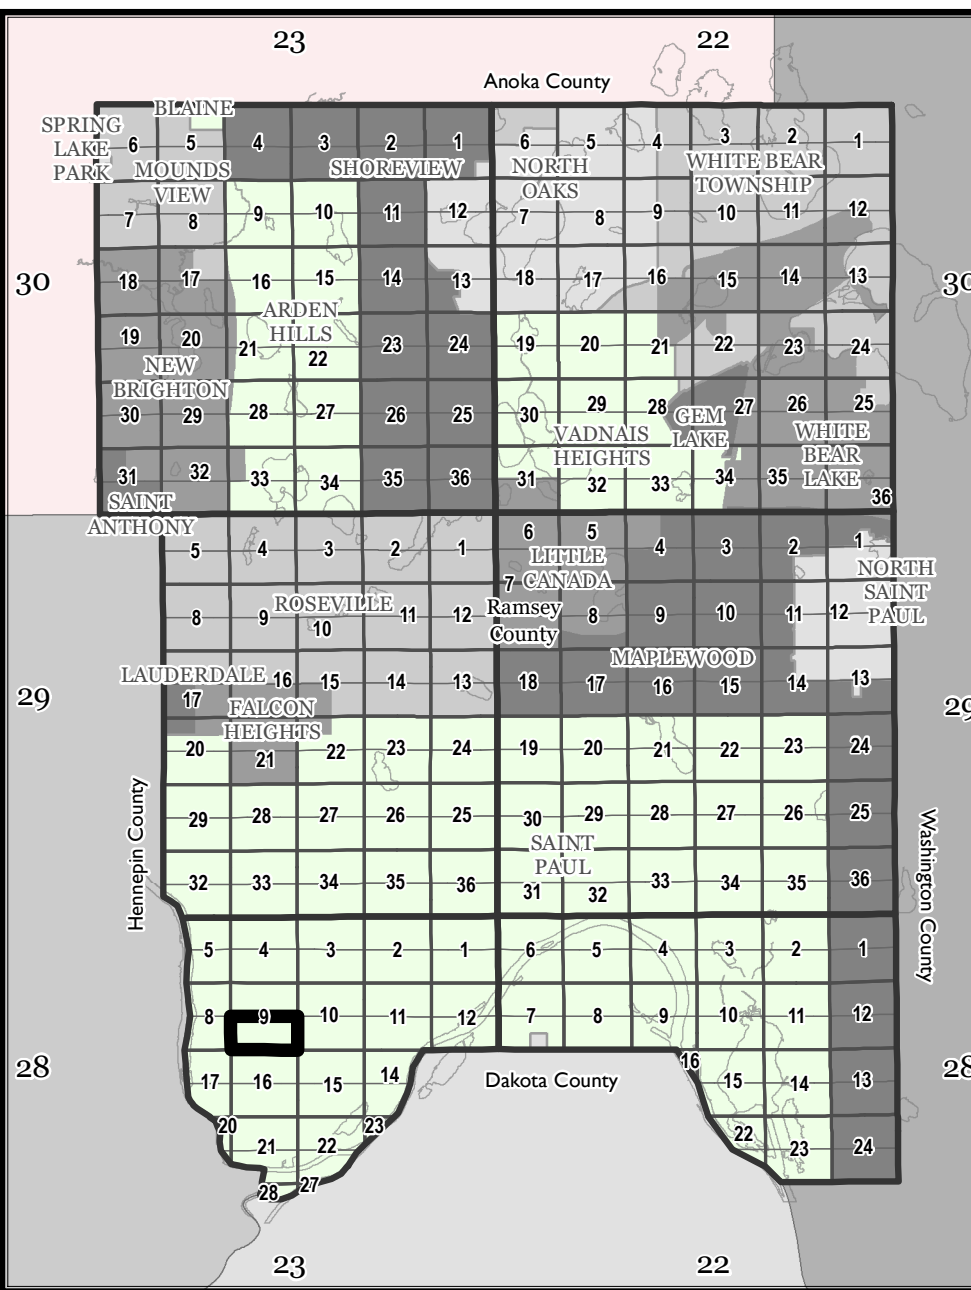 23 22
Anoka County
BLAINE
SPRING
LAKE
PARK
6 5 4 3 2 1 6 5 4 3 2 1
MOUNDS
VIEW
SHOREVIEW
NORTH
OAKS
WHITE BEAR
TOWNSHIP
7 8 9 10 11 12 7 8 9 10 11 12
30 18 17 16 15 14 13 18 17 16 15 14 13 30
ARDEN
HILLS
19 20 21 22 23 24 19 20 21 22 23 24
NEW
BRIGHTON
30 29 28 27 26 25 30 29 28 27 26 25
GEM
LAKE
VADNAIS
HEIGHTS
WHITE
BEAR
LAKE
31 32 33 34 35 36 31 32 33 34 35 36
SAINT
ANTHONY
5 4 3 2 1 6 5 4 3 2 1
LITTLE
CANADA
NORTH
SAINT
PAUL
8 9 10 11 12 7 8 9 10 11 12
ROSEVILLE
Ramsey
County
MAPLEWOOD
LAUDERDALE
29 17 16 15 14 13 18 17 16 15 14 13 29
FALCON
HEIGHTS
20 21 22 23 24 19 20 21 22 23 24
29 28 27 26 25 30 29 28 27 26 25
Hennepin County
Washington County
SAINT
PAUL
32 33 34 35 36 31 32 33 34 35 36
5 4 3 2 1 6 5 4 3 2 1
8 9 10 11 12 7 8 9 10 11 12
28 17 16 15 14 16 15 14 13 28
Dakota County
20 21 22 23 22 23 24
28 27
23 22